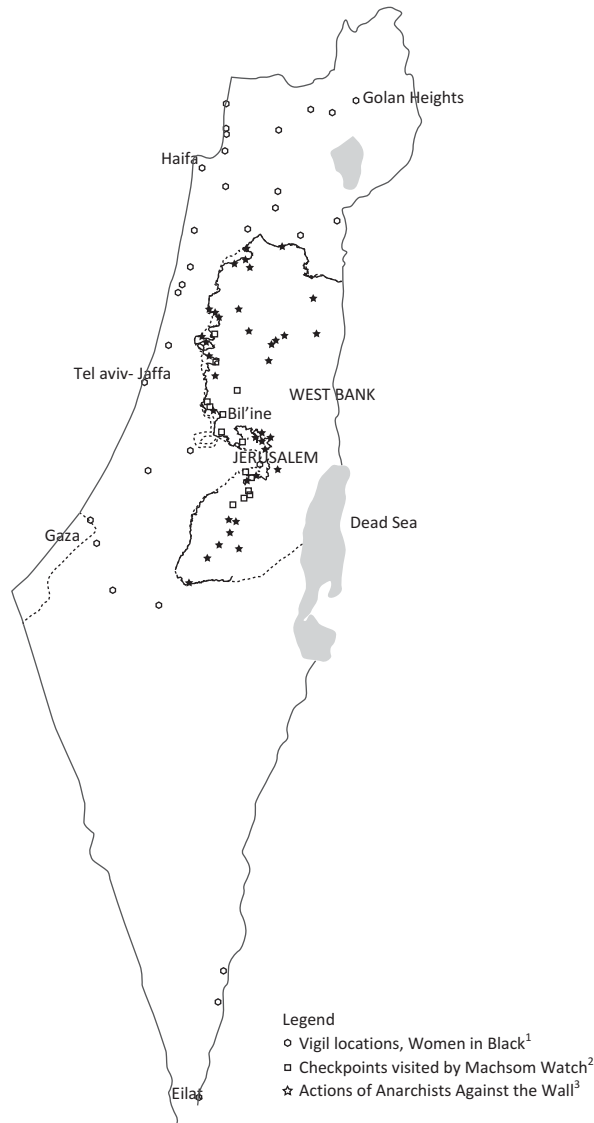 Golan Heights
Haifa
Tel aviv- Jaffa
WEST BANK
Bil’ine
JERUSALEM
Dead Sea
Gaza
Legend
Vigil locations, Women in Black1
Checkpoints visited by Machsom Watch2
Actions of Anarchists Against the Wall3
Eilat